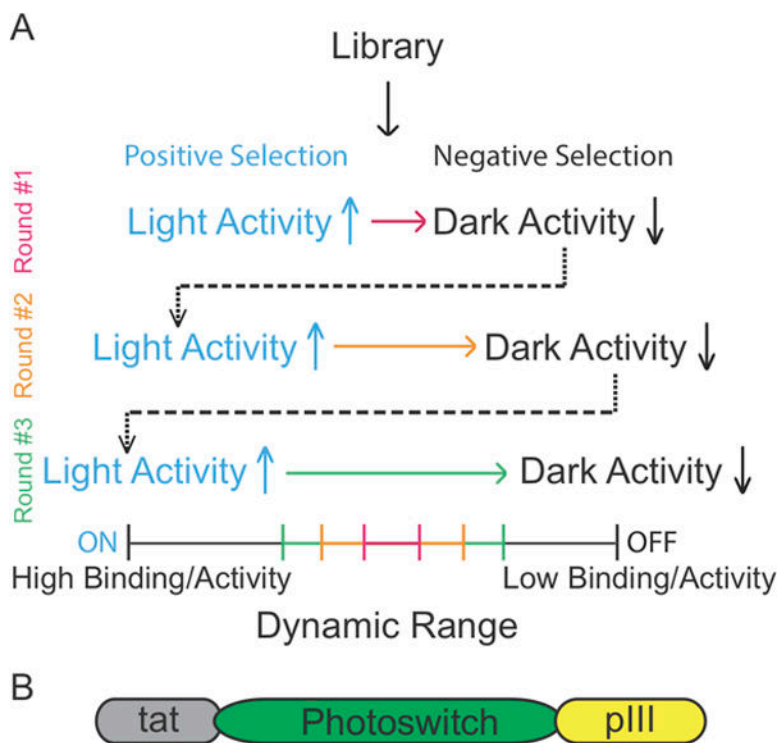 A
Library
Positive Selection Negative Selection
Round #1
Light Activity Dark Activity
Round #2
Light Activity Dark Activity
Round #3
Light Activity Dark Activity
ON OFF
High Binding/Activity Low Binding/Activity
Dynamic Range
B
tat Photoswitch pIII